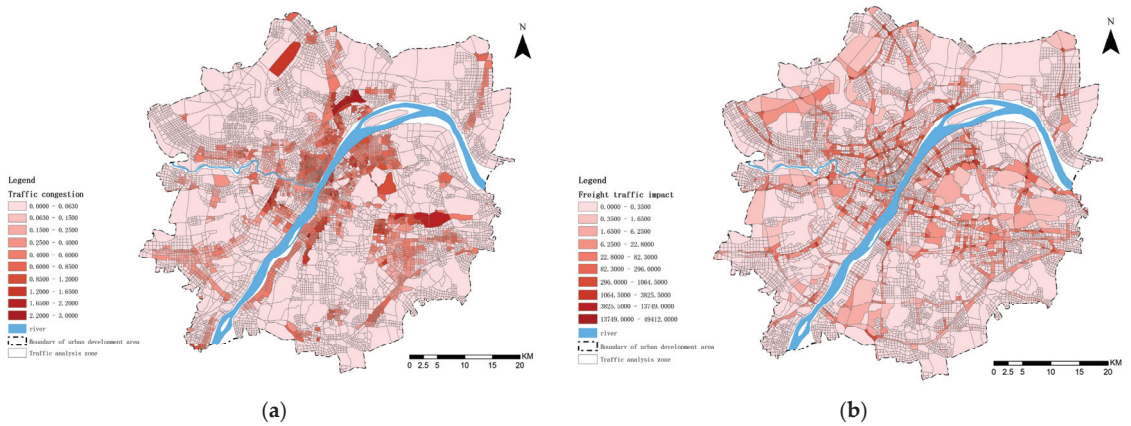 N
Legend
Traffic congestion
0.0000 - 0.0630
0.0630 - 0.1500
0.1500 - 0.2500
0.2500 - 0.4000
0.4000 - 0.6000
0.6000 - 0.8500
0.8500 - 1.2000
1.2000 - 1.6500
1.6500 - 2.2000
2.2000 - 3.0000
river
Boundary of urban development area
Traffic analysis zone
KM
0 2.5 5 10 15 20
(a)
N
Legend
Freight traffic impact
0.0000 - 0.3500
0.3500 - 1.6500
1.6500 - 6.2500
6.2500 - 22.8000
22.8000 - 82.3000
82.3000 - 296.0000
296.0000 - 1064.5000
1064.5000 - 3825.5000
3825.5000 - 13749.0000
13749.0000 - 49412.0000
river
Boundary of urban development area
Traffic analysis zone
KM
0 2.5 5 10 15 20
(b)